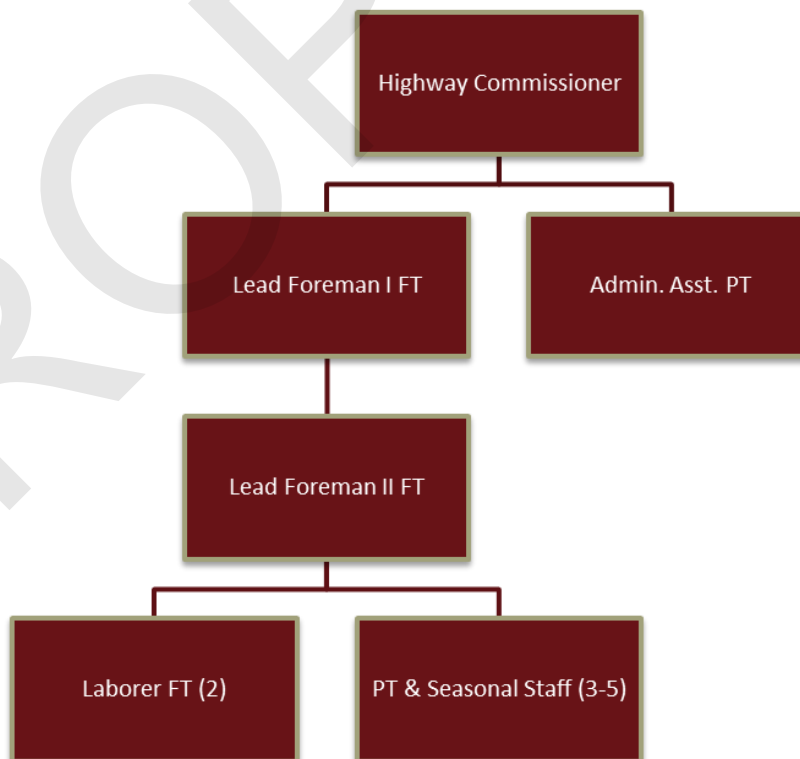 Highway Commissioner
Lead Foreman I FT
Admin. Asst. PT
Lead Foreman II FT
Laborer FT (2)
PT & Seasonal Staff (3-5)